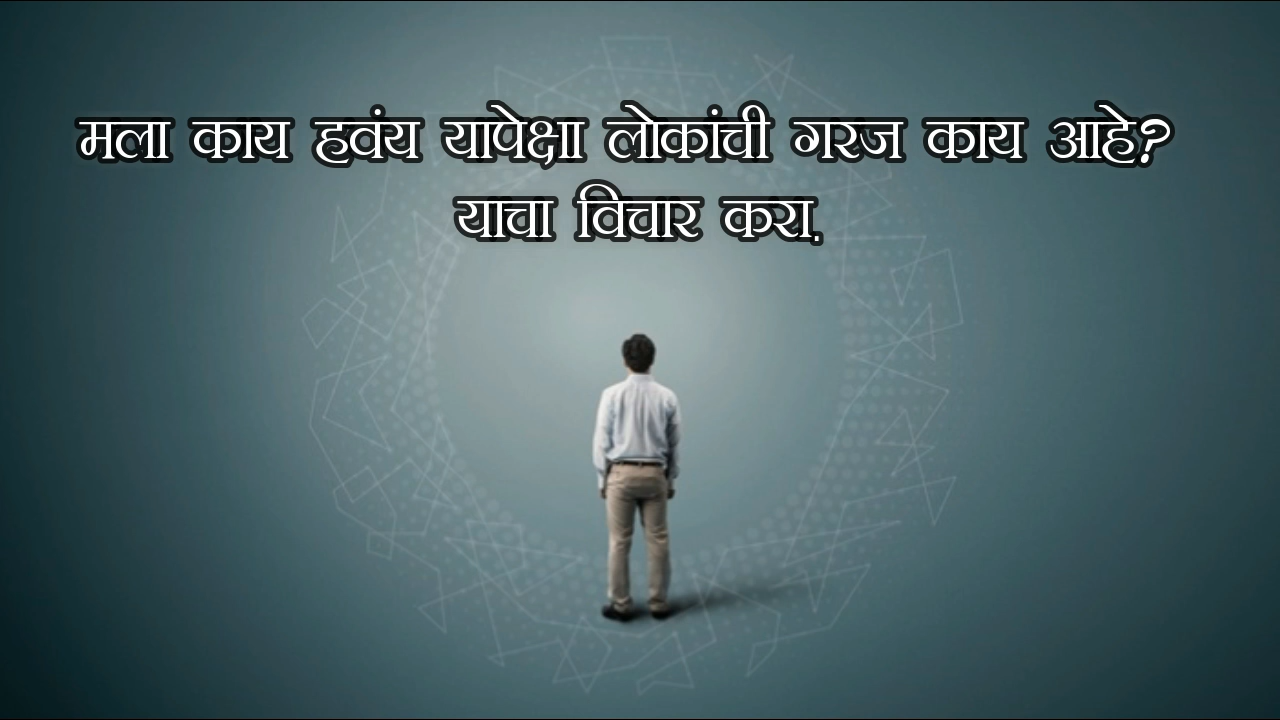 मला काय हवंय यापेक्षा लोकांची गरज काय आहे?
याचा विचार करा.